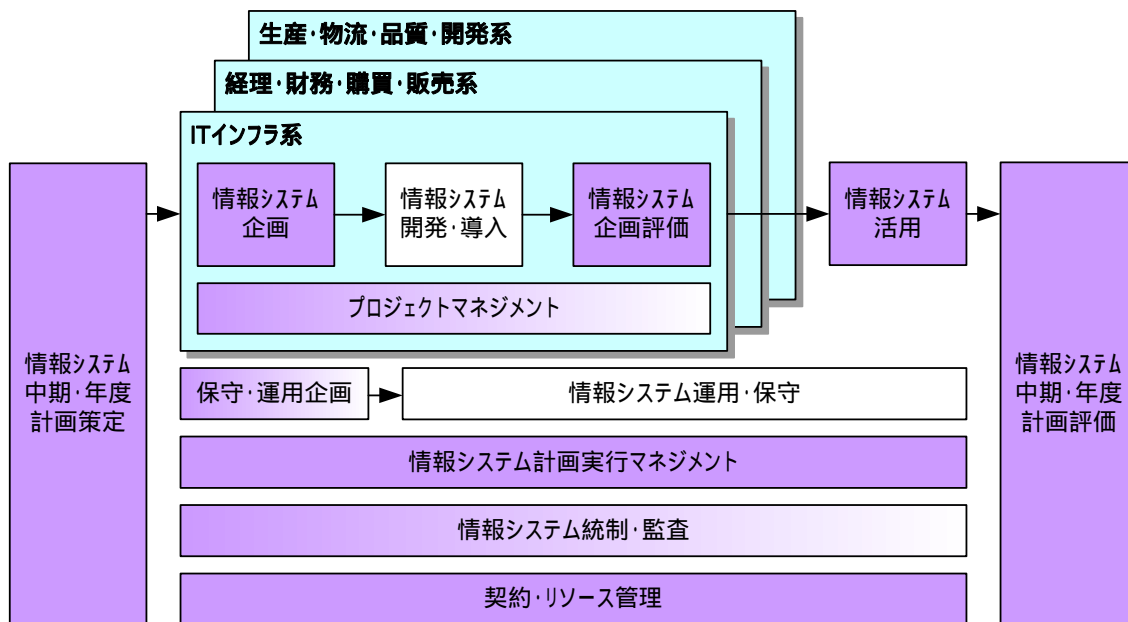 生産･物流･品質･開発系
経理･財務･購買･販売系
ITインフラ系
情報ｼｽﾃﾑ
中期･年度
計画策定
情報ｼｽﾃﾑ
企画
情報ｼｽﾃﾑ
開発･導入
情報ｼｽﾃﾑ
企画評価
情報ｼｽﾃﾑ
活用
プロジェクトマネジメント
保守･運用企画
情報システム運用･保守
情報システム計画実行マネジメント
情報システム統制･監査
契約･リソース管理
情報ｼｽﾃﾑ
中期･年度
計画評価